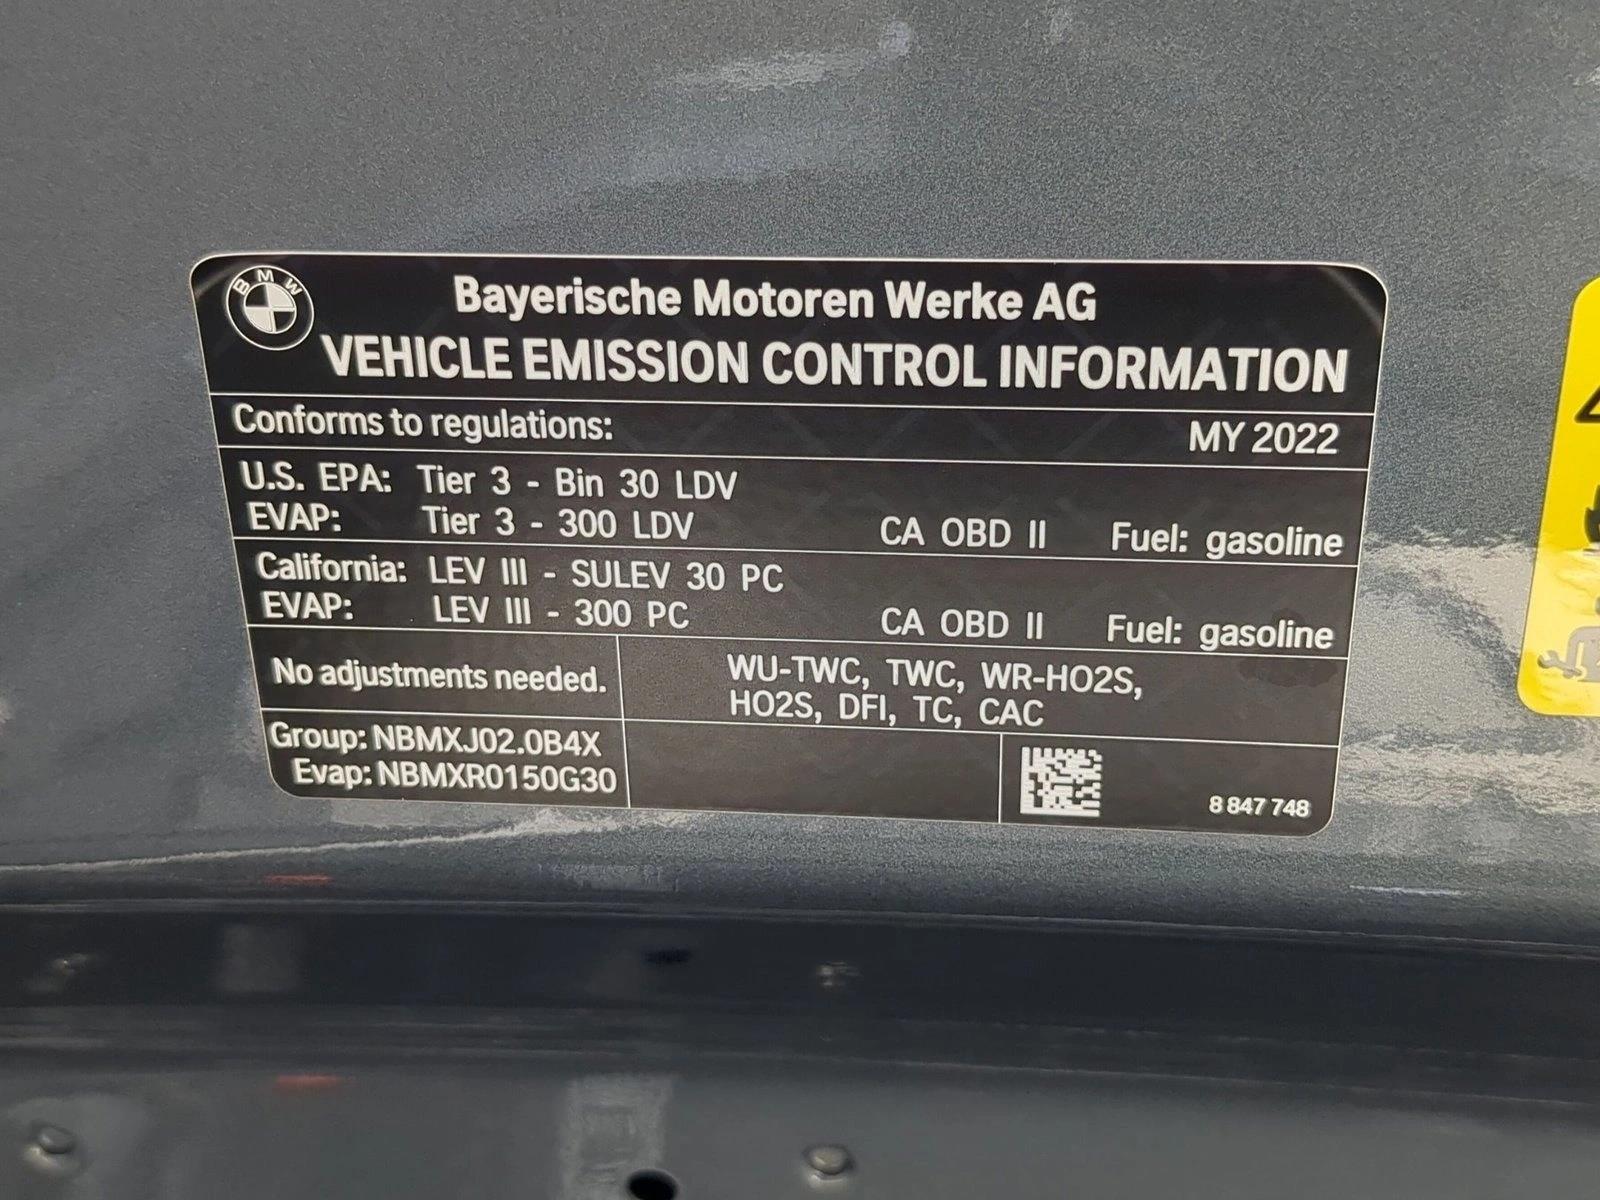 BMW
Bayerische Motoren Werke AG
VEHICLE EMISSION CONTROL INFORMATION
Conforms to regulations: MY 2022
U.S. EPA: Tier 3 - Bin 30 LDV
EVAP: Tier 3 - 300 LDV CA OBD II Fuel: gasoline
California: LEV III - SULEV 30 PC
EVAP: LEV III - 300 PC CA OBD II Fuel: gasoline
No adjustments needed.
WU-TWC, TWC, WR-HO2S,
HO2S, DFI, TC, CAC
Group: NBMXJ02.0B4X
Evap: NBMXR0150G30
8 847 748